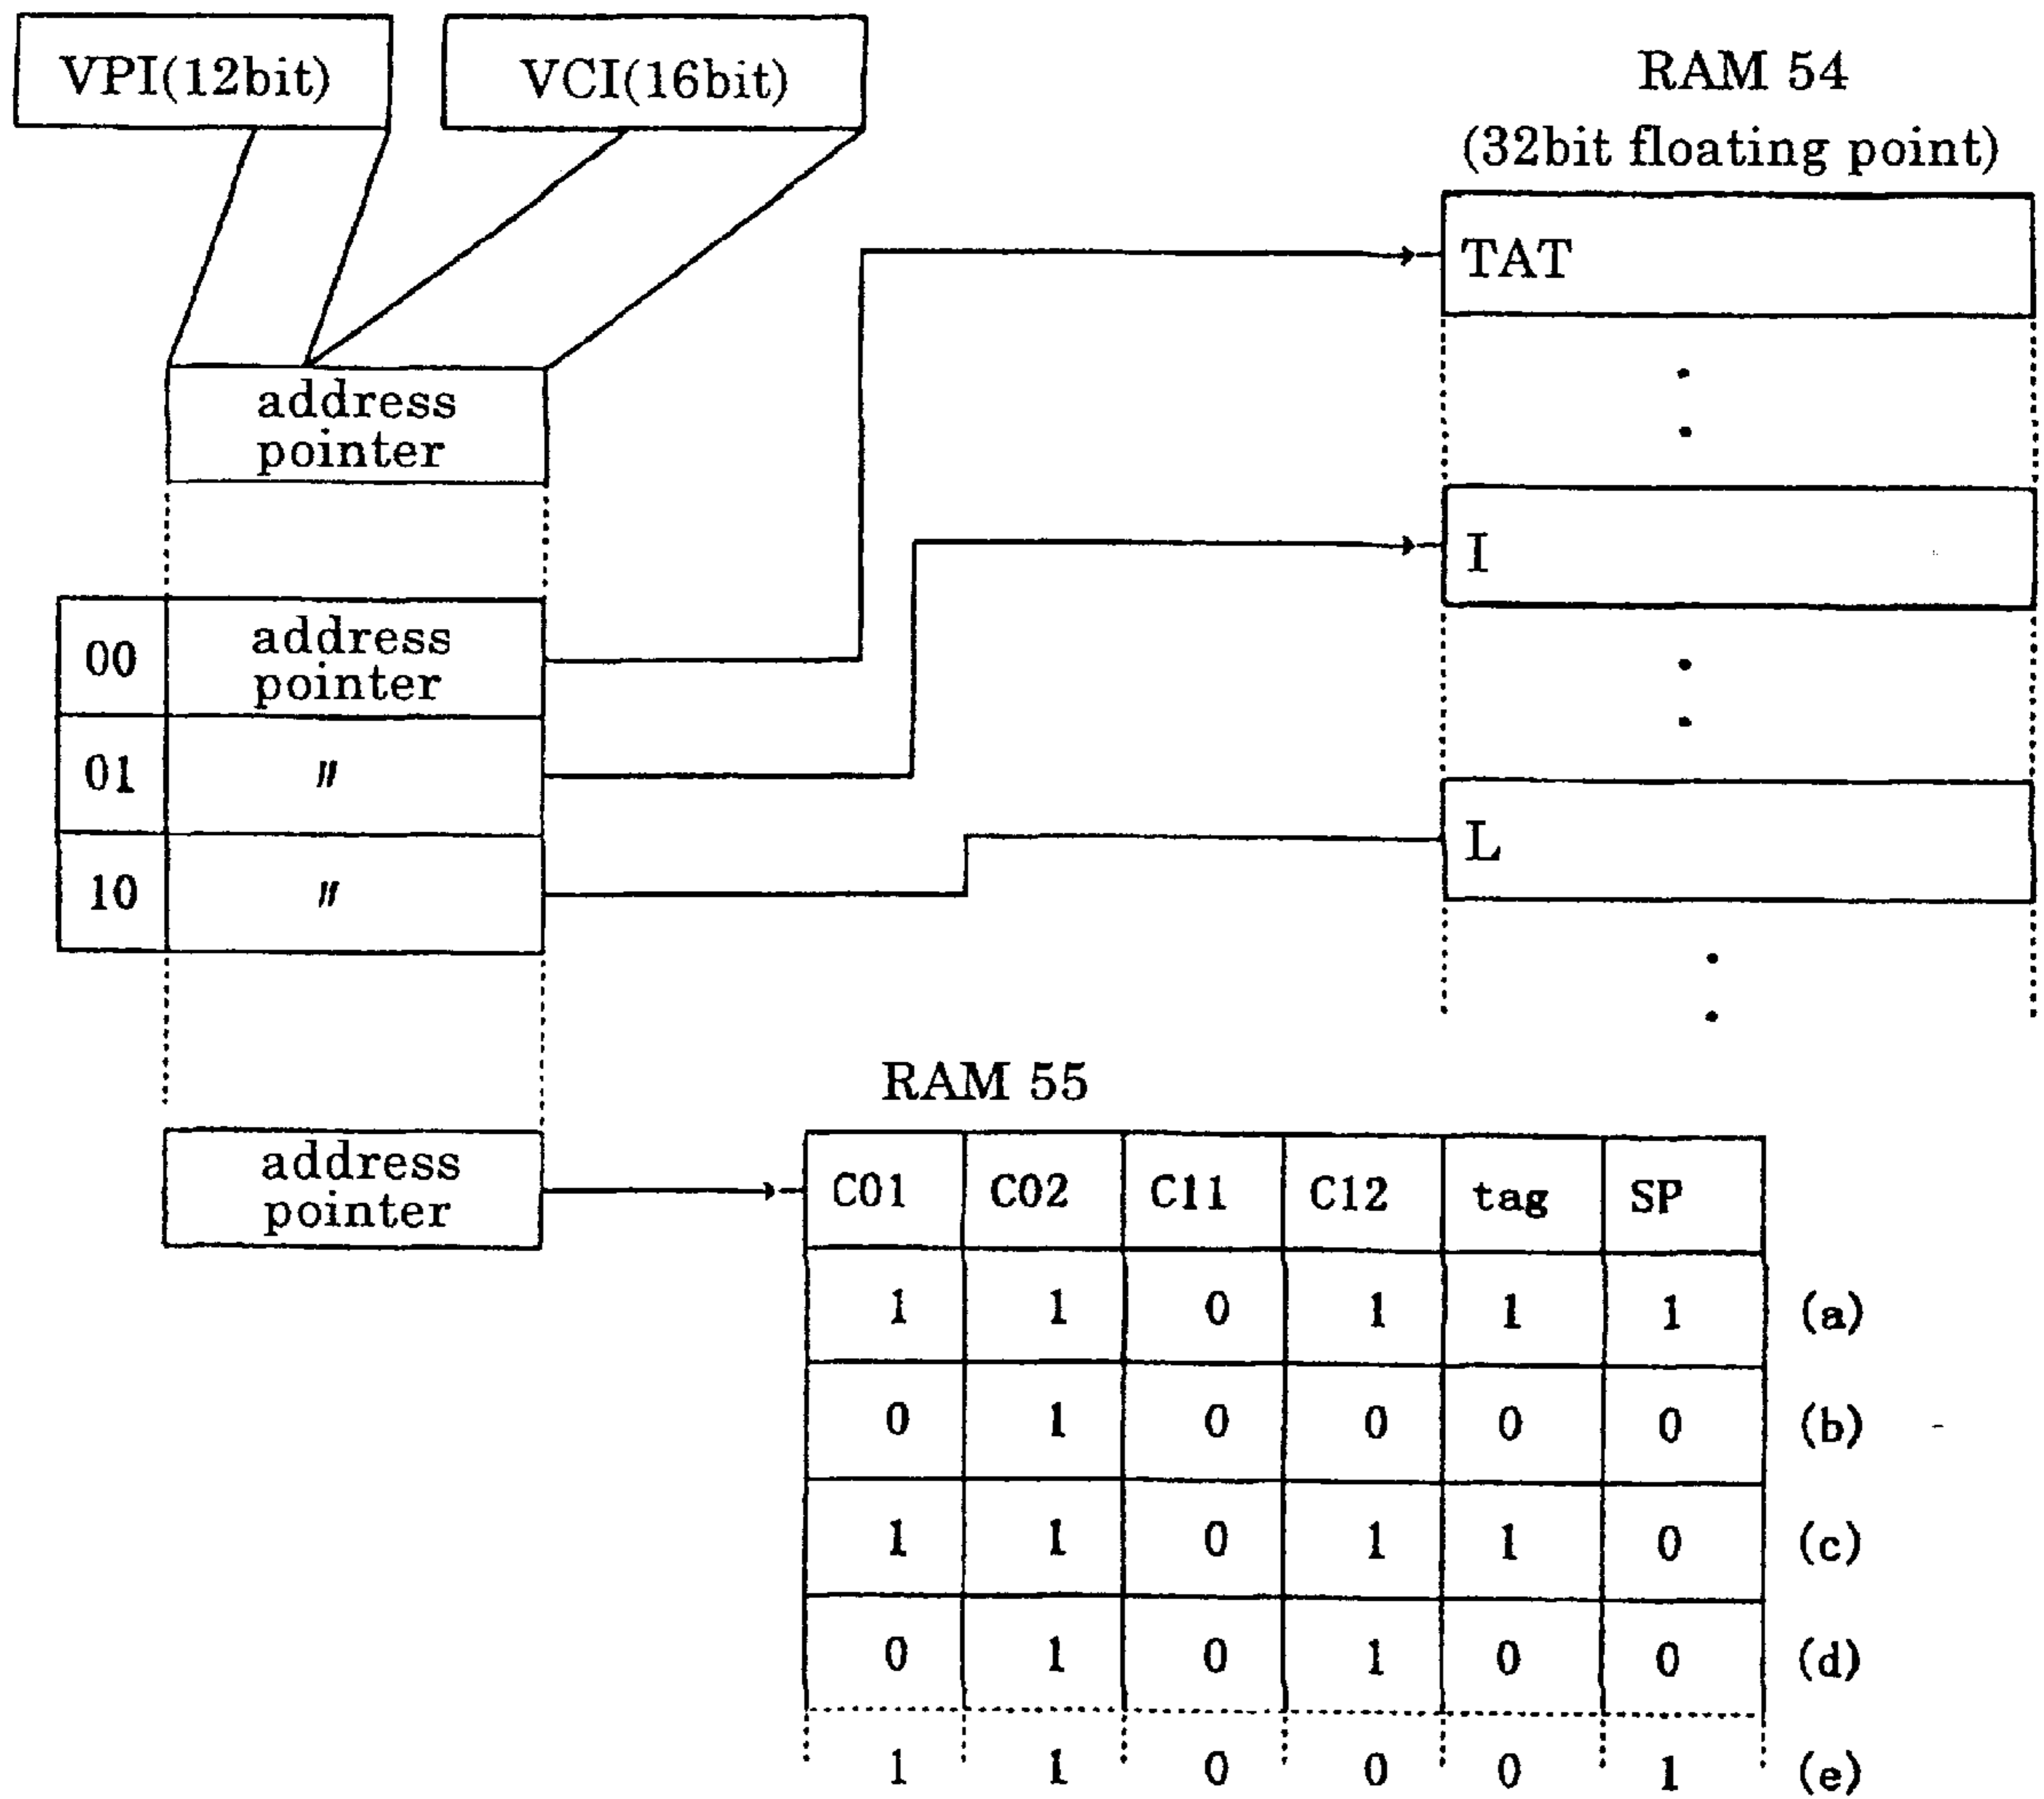 VPI(12bit)
VCI(16bit)
RAM 54
(32bit floating point)
TAT
address
pointer
I
00 address
pointer
01 〃
L
10 〃
RAM 55
address
pointer
C01 C02 C11 C12 tag SP
1 1 0 1 1 1 (a)
0 1 0 0 0 0 (b)
1 1 0 1 1 0 (c)
0 1 0 1 0 0 (d)
1 1 0 0 0 1 (e)